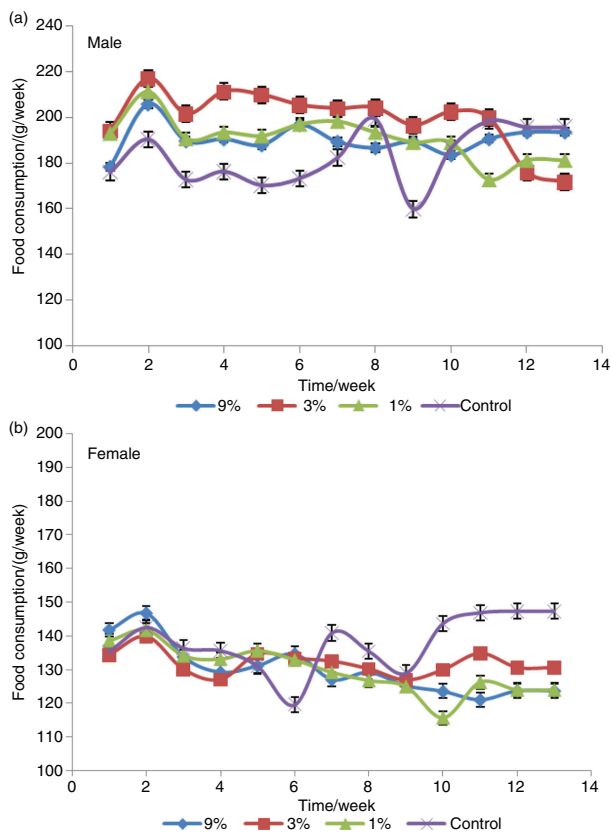 (a)
Male
Food consumption/(g/week)
240
220
200
180
160
140
120
100
0 2 4 6 8 10 12 14
Time/week
9% 3% 1% Control
(b)
Female
Food consumption/(g/week)
200
190
180
170
160
150
140
130
120
110
100
0 2 4 6 8 10 12 14
Time/week
9% 3% 1% Control